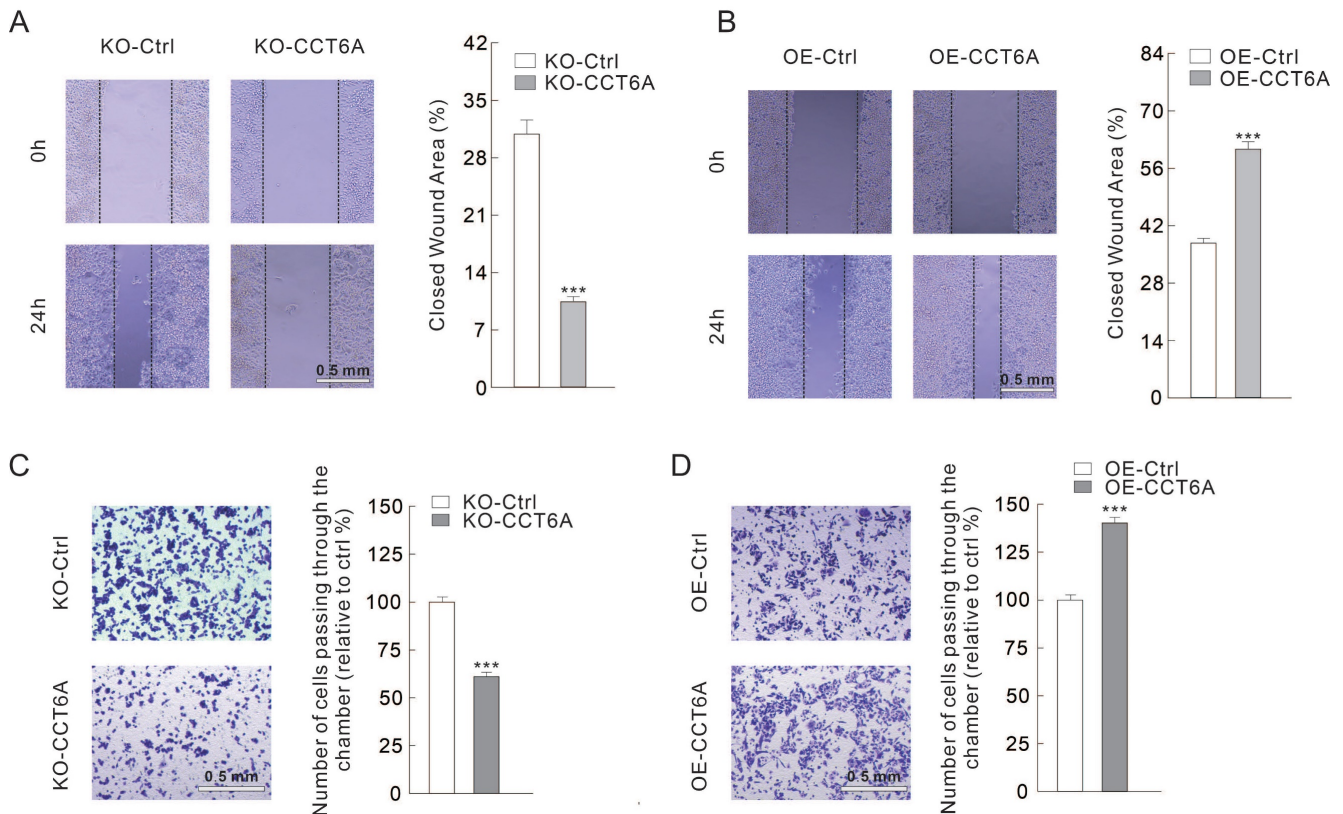 A
KO-Ctrl
KO-CCT6A
0h
24h
0.5 mm
Closed Wound Area (%)
42
35
28
21
14
7
0
KO-Ctrl
KO-CCT6A
***
B
OE-Ctrl
OE-CCT6A
0h
24h
0.5 mm
Closed Wound Area (%)
84
70
56
42
28
14
0
OE-Ctrl
OE-CCT6A
***
C
KO-Ctrl
KO-CCT6A
0.5 mm
Number of cells passing through the
chamber (relative to ctrl %)
150
125
100
75
50
25
0
KO-Ctrl
KO-CCT6A
***
D
OE-Ctrl
OE-CCT6A
0.5 mm
Number of cells passing through the
chamber (relative to ctrl %)
150
125
100
75
50
25
0
OE-Ctrl
OE-CCT6A
***